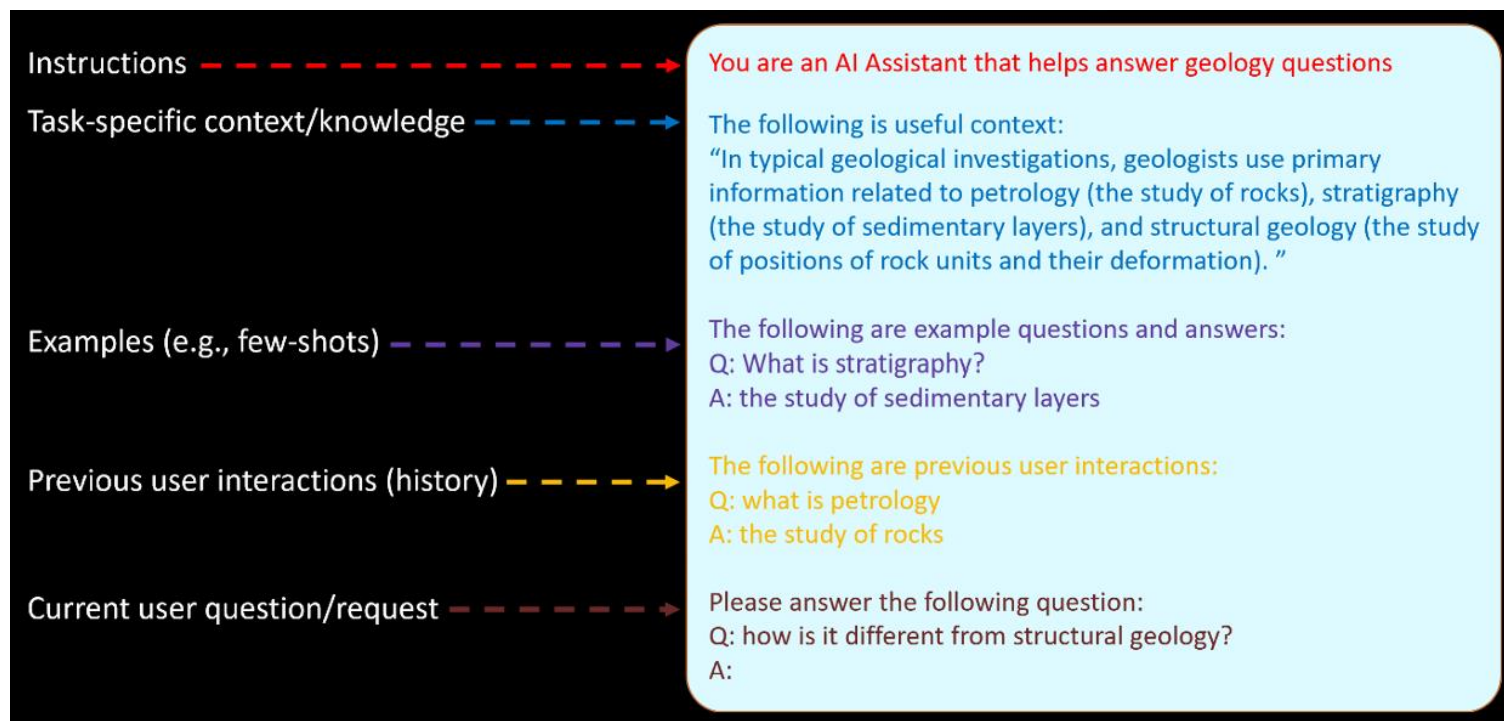 Instructions
You are an AI Assistant that helps answer geology questions
Task-specific context/knowledge
The following is useful context:
“In typical geological investigations, geologists use primary
information related to petrology (the study of rocks), stratigraphy
(the study of sedimentary layers), and structural geology (the study
of positions of rock units and their deformation). ”
Examples (e.g., few-shots)
The following are example questions and answers:
Q: What is stratigraphy?
A: the study of sedimentary layers
Previous user interactions (history)
The following are previous user interactions:
Q: what is petrology
A: the study of rocks
Current user question/request
Please answer the following question:
Q: how is it different from structural geology?
A: